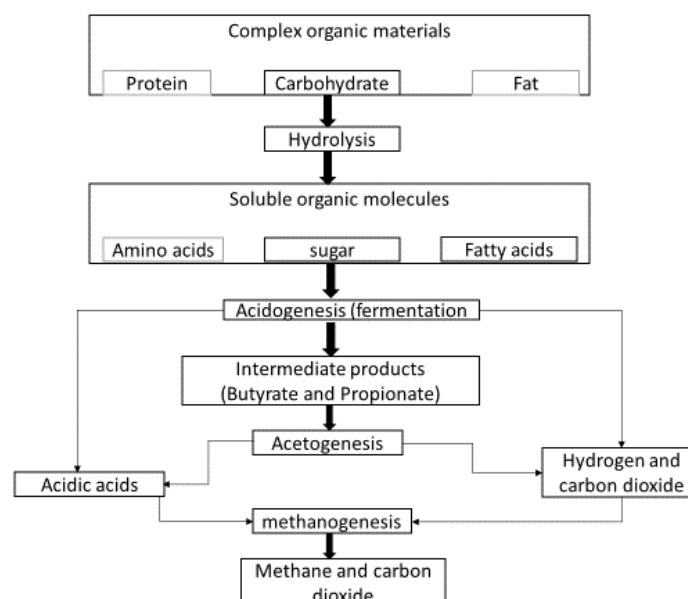 Complex organic materials
Protein
Carbohydrate
Fat
Hydrolysis
Soluble organic molecules
Amino acids
sugar
Fatty acids
Acidogenesis (fermentation
Intermediate products
(Butyrate and Propionate)
Acetogenesis
Acidic acids
Hydrogen and
carbon dioxide
methanogenesis
Methane and carbon
dioxide